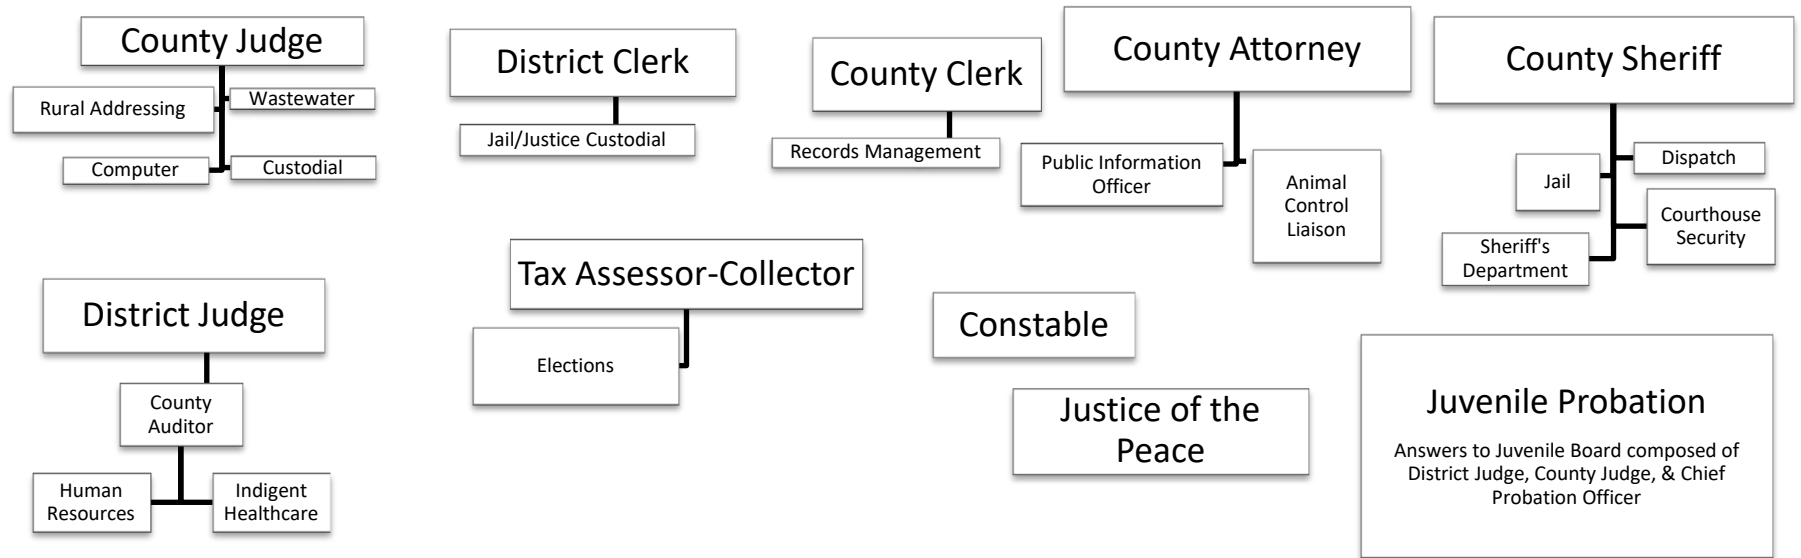 County Judge
Rural Addressing
Wastewater
Computer
Custodial
District Clerk
Jail/Justice Custodial
County Clerk
Records Management
County Attorney
Public Information
Officer
Animal
Control
Liaison
County Sheriff
Dispatch
Jail
Courthouse
Security
Sheriff's
Department
District Judge
County
Auditor
Human
Resources
Indigent
Healthcare
Tax Assessor-Collector
Elections
Constable
Justice of the
Peace
Juvenile Probation
Answers to Juvenile Board composed of
District Judge, County Judge, & Chief
Probation Officer